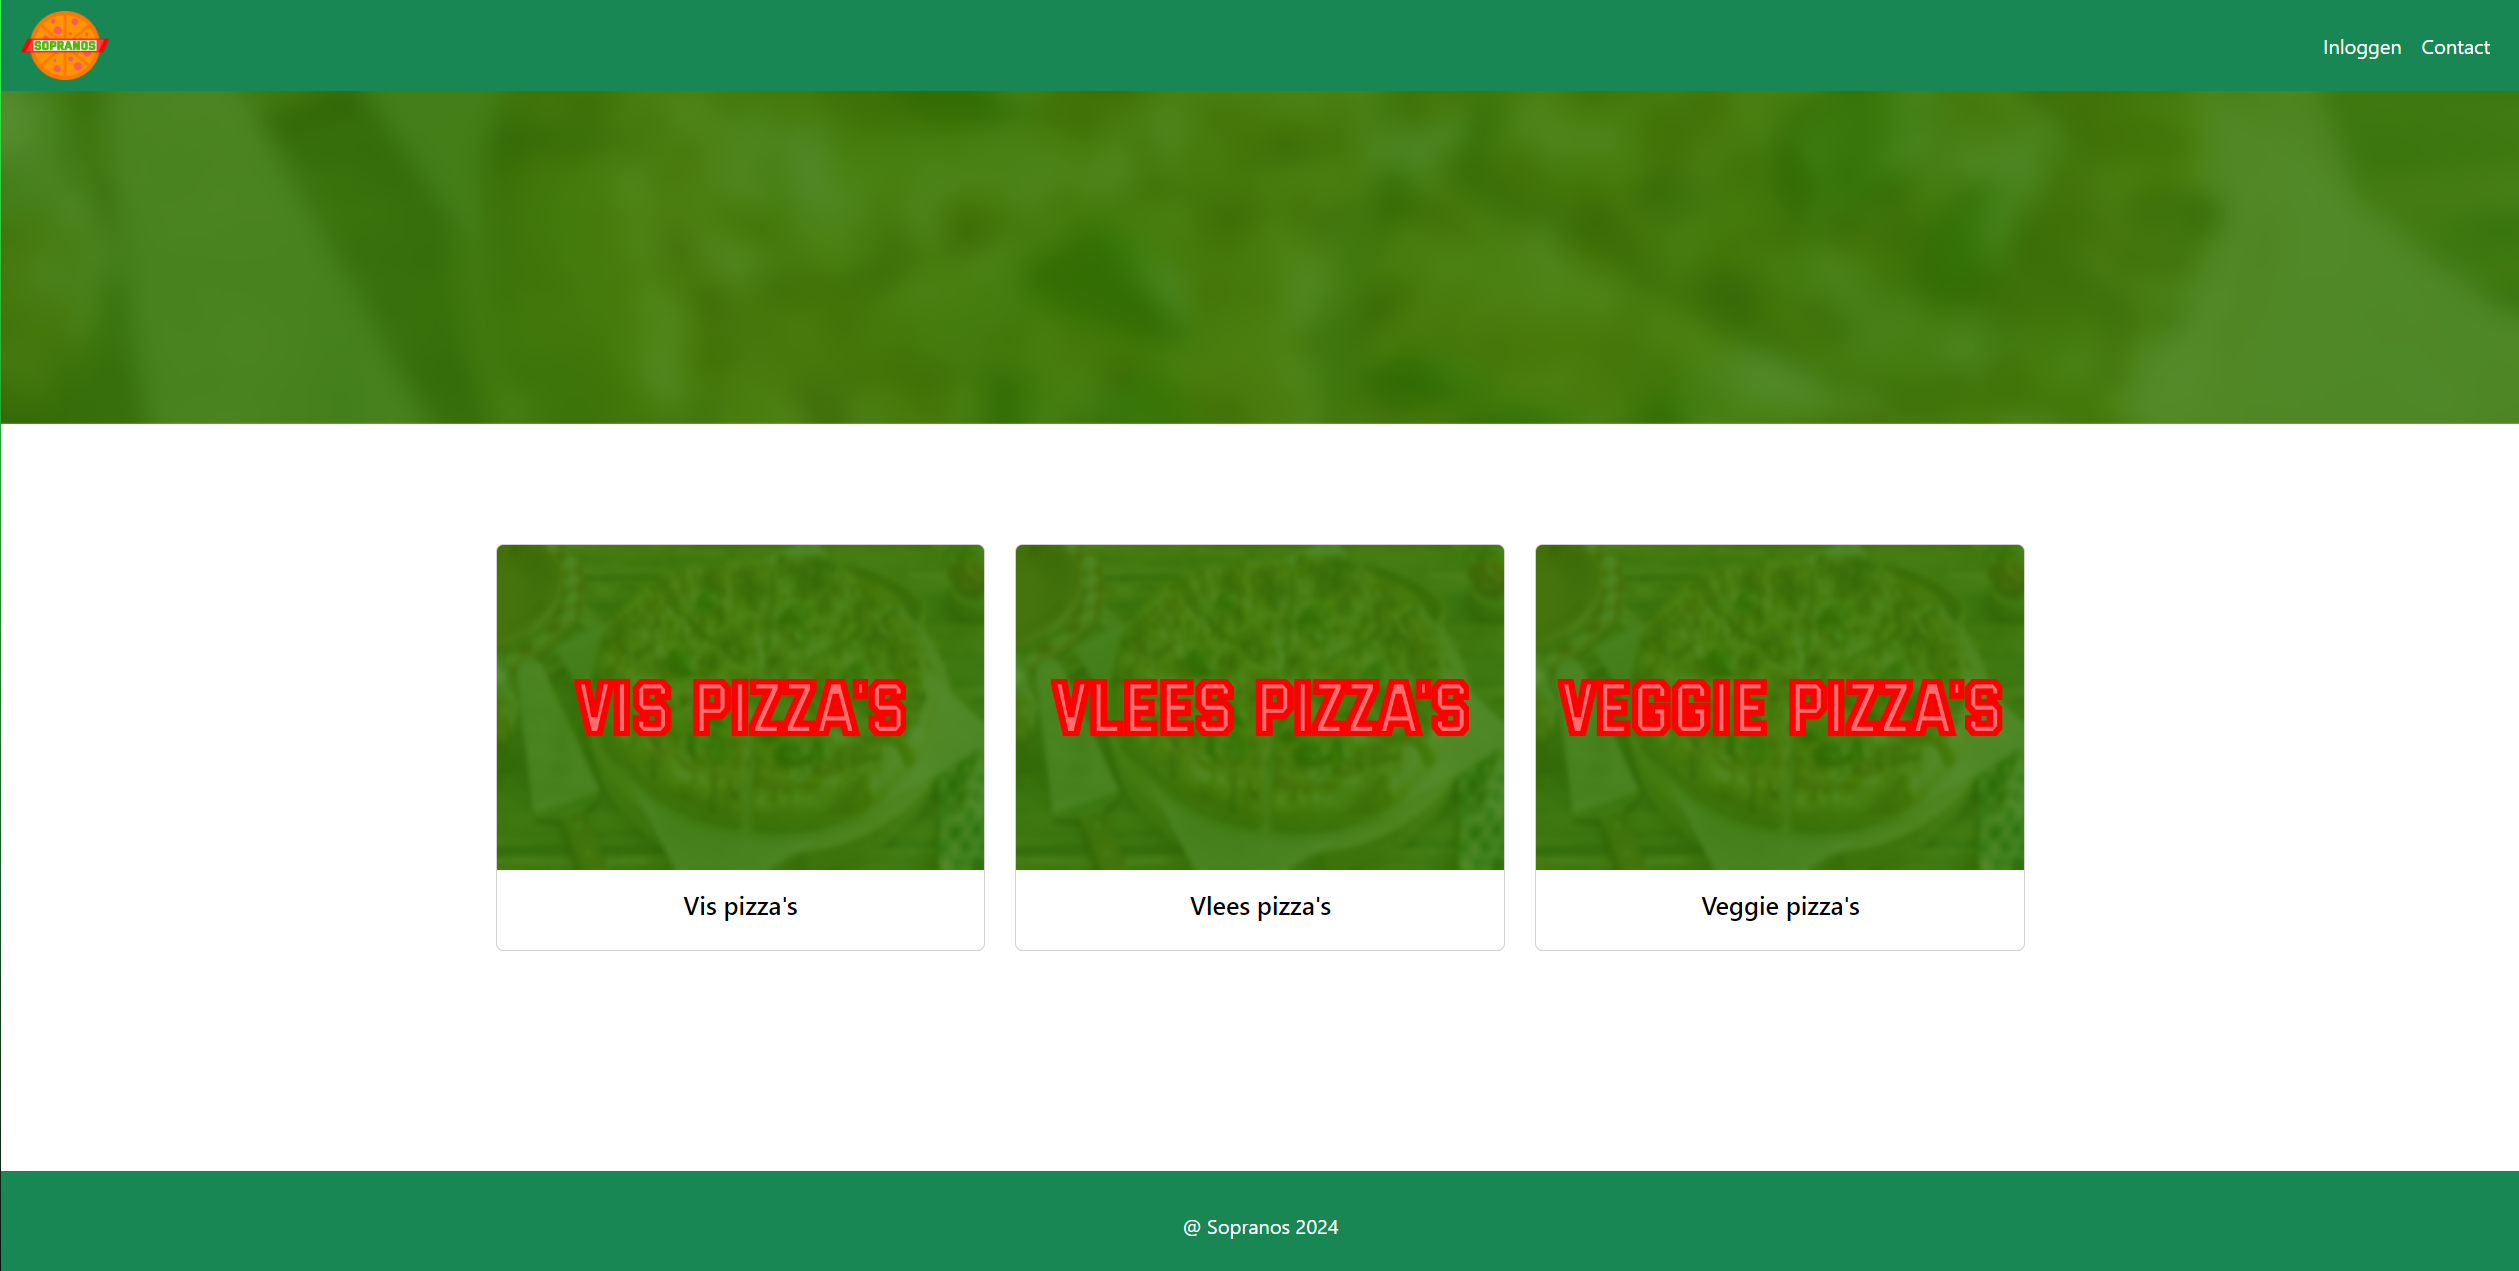 SOPRANOS
Inloggen Contact
VIS PIZZA'S
VLEES PIZZA'S
VEGGIE PIZZA'S
Vis pizza's
Vlees pizza's
Veggie pizza's
@ Sopranos 2024